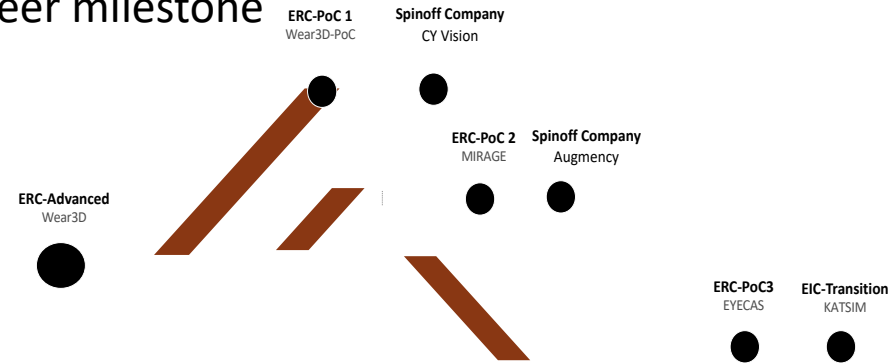 eer milestone
ERC-PoC 1
Wear3D-PoC
Spinoff Company
CY Vision
ERC-PoC 2
MIRAGE
Spinoff Company
Augmency
ERC-Advanced
Wear3D
ERC-PoC3
EYECAS
EIC-Transition
KATSIM